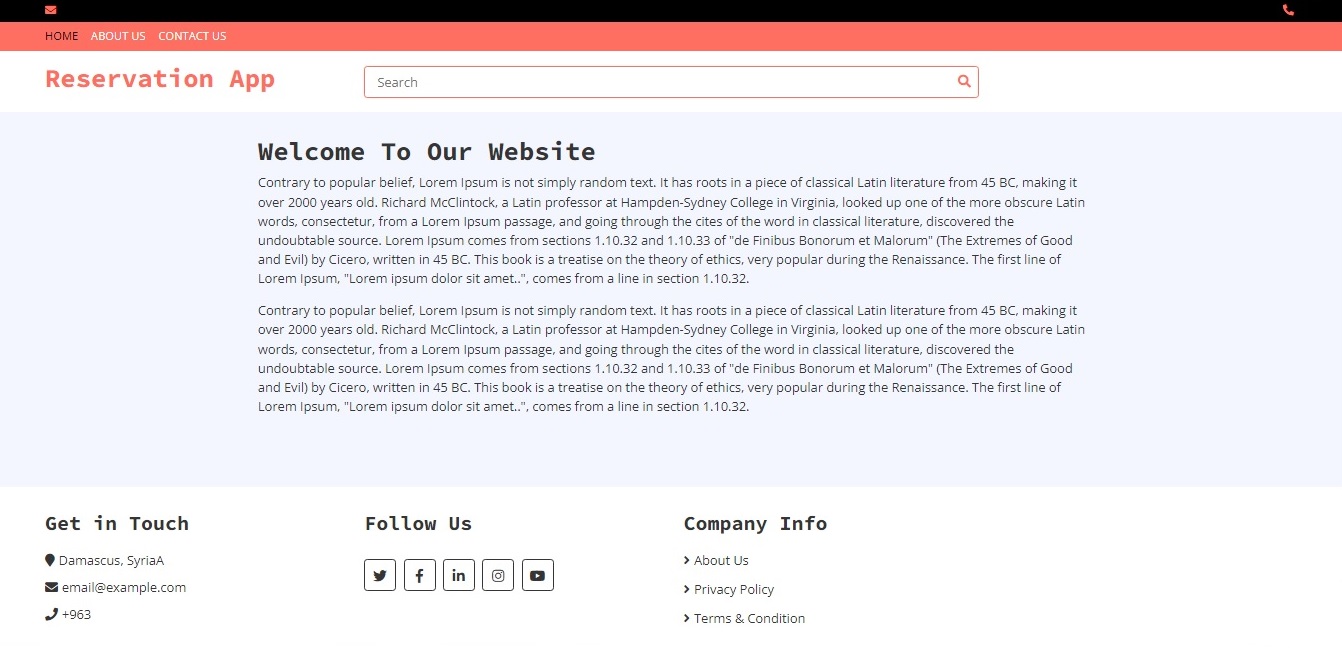 HOME ABOUT US CONTACT US
Reservation App
Search
Welcome To Our Website
Contrary to popular belief, Lorem Ipsum is not simply random text. It has roots in a piece of classical Latin literature from 45 BC, making it
over 2000 years old. Richard McClintock, a Latin professor at Hampden-Sydney College in Virginia, looked up one of the more obscure Latin
words, consectetur, from a Lorem Ipsum passage, and going through the cites of the word in classical literature, discovered the
undoubtable source. Lorem Ipsum comes from sections 1.10.32 and 1.10.33 of "de Finibus Bonorum et Malorum" (The Extremes of Good
and Evil) by Cicero, written in 45 BC. This book is a treatise on the theory of ethics, very popular during the Renaissance. The first line of
Lorem Ipsum, "Lorem ipsum dolor sit amet..", comes from a line in section 1.10.32.
Contrary to popular belief, Lorem Ipsum is not simply random text. It has roots in a piece of classical Latin literature from 45 BC, making it
over 2000 years old. Richard McClintock, a Latin professor at Hampden-Sydney College in Virginia, looked up one of the more obscure Latin
words, consectetur, from a Lorem Ipsum passage, and going through the cites of the word in classical literature, discovered the
undoubtable source. Lorem Ipsum comes from sections 1.10.32 and 1.10.33 of "de Finibus Bonorum et Malorum" (The Extremes of Good
and Evil) by Cicero, written in 45 BC. This book is a treatise on the theory of ethics, very popular during the Renaissance. The first line of
Lorem Ipsum, "Lorem ipsum dolor sit amet..", comes from a line in section 1.10.32.
Get in Touch
Damascus, SyriaA
email@example.com
+963
Follow Us
Company Info
About Us
Privacy Policy
Terms & Condition